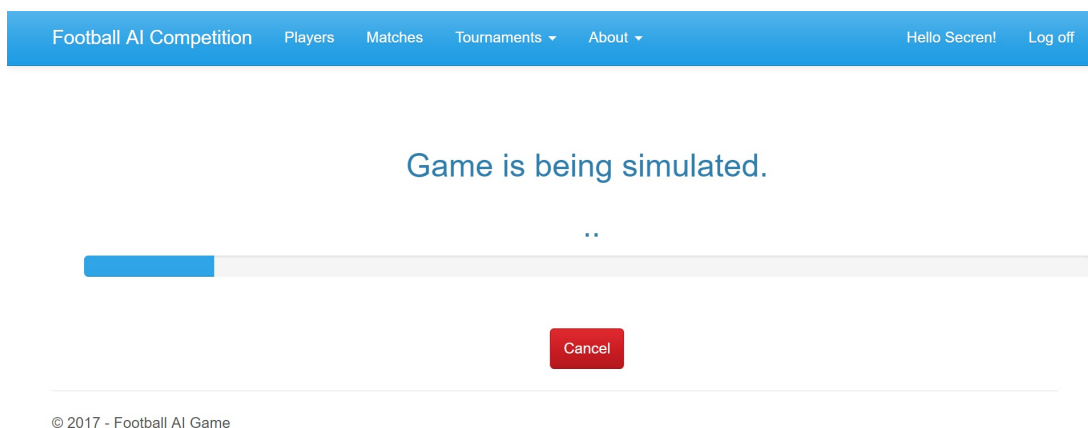 Football AI Competition Players Matches Tournaments About Hello Secren! Log off
Game is being simulated.
..
Cancel
© 2017 - Football AI Game